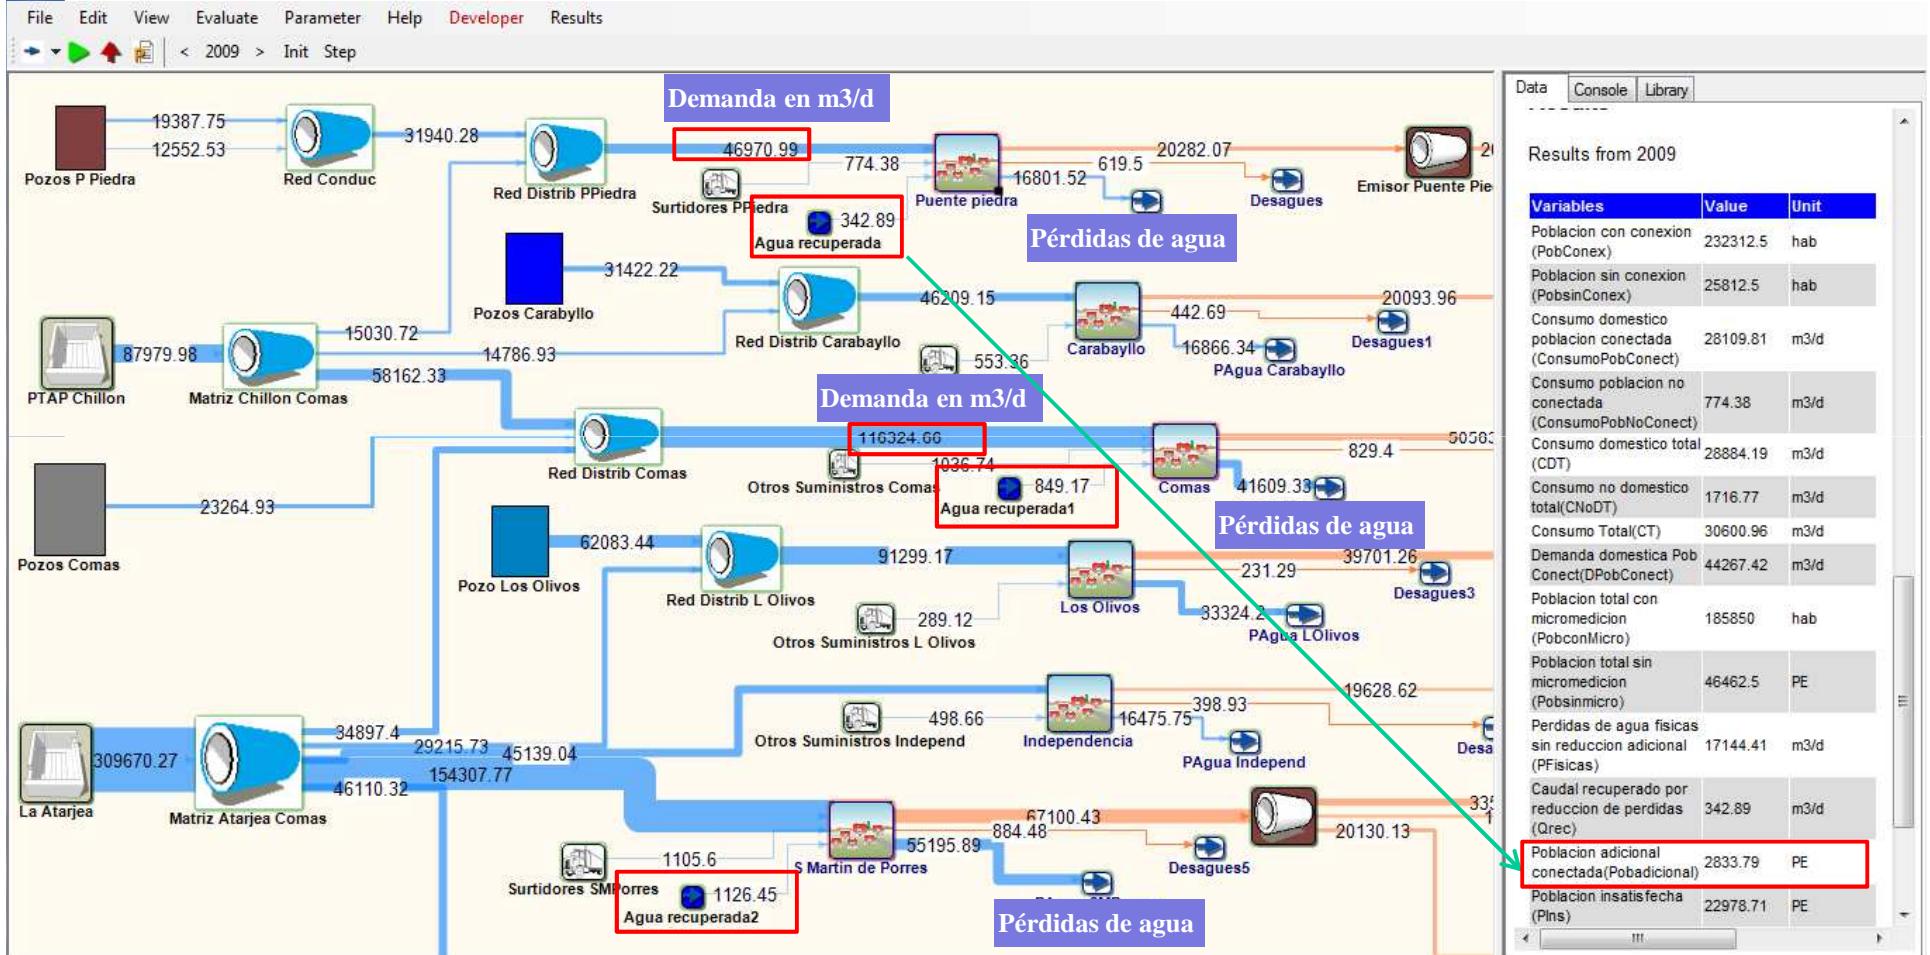 File Edit View Evaluate Parameter Help Developer Results
< 2009 > Init Step
Demanda en m3/d
19387.75
12552.53
Pozos P Piedra
Red Conduc
31940.28
Red Distrib PPiedra
46970.99
774.38
Surtidores PPiedra
342.89
Agua recuperada
Puente piedra
20282.07
619.5
16801.52
Desagues
Emisor Puente Pie
Pérdidas de agua
31422.22
Pozos Carabyllo
46209.15
Red Distrib Carabayllo
553.36
Carabayllo
20093.96
442.69
Desagues1
16866.34
PAgua Carabayllo
87979.98
PTAP Chillon
Matriz Chillon Comas
15030.72
14786.93
58162.33
Demanda en m3/d
116324.66
Red Distrib Comas
1036.74
Otros Suministros Comas
849.17
Agua recuperada1
Comas
50583
829.4
41609.33
Pérdidas de agua
23264.93
Pozos Comas
62083.44
Pozo Los Olivos
91299.17
Red Distrib L Olivos
289.12
Otros Suministros L Olivos
Los Olivos
39701.26
231.29
Desagues3
33324.2
PAgua LOlivos
19628.62
498.66
Otros Suministros Independ
Independencia
398.93
16475.75
PAgua Independ
Desa
309670.27
La Atarjea
Matriz Atarjea Comas
34897.4
29215.73
45139.04
154307.77
46110.32
67100.43
884.48
55195.89
S Martin de Porres
Desagues5
20130.13
335
1105.6
Surtidores SMPorres
1126.45
Agua recuperada2
Pérdidas de agua
Data Console Library
Results from 2009
Variables Value Unit
Poblacion con conexion
(PobConex) 232312.5 hab
Poblacion sin conexion
(PobsinConex) 25812.5 hab
Consumo domestico
poblacion conectada 28109.81 m3/d
(ConsumoPobConect)
Consumo poblacion no
conectada 774.38 m3/d
(ConsumoPobNoConect)
Consumo domestico total
(CDT) 28884.19 m3/d
Consumo no domestico
total(CNoDT) 1716.77 m3/d
Consumo Total(CT) 30600.96 m3/d
Demanda domestica Pob
Conect(DPobConect) 44267.42 m3/d
Poblacion total con
micromedicion 185850 hab
(PobconMicro)
Poblacion total sin
micromedicion 46462.5 PE
(Pobsinmicro)
Perdidas de agua fisicas
sin reduccion adicional 17144.41 m3/d
(PFisicas)
Caudal recuperado por
reduccion de perdidas 342.89 m3/d
(Qrec)
Poblacion adicional
conectada(Pobadicional) 2833.79 PE
Poblacion insatisfecha
(PIns) 22978.71 PE